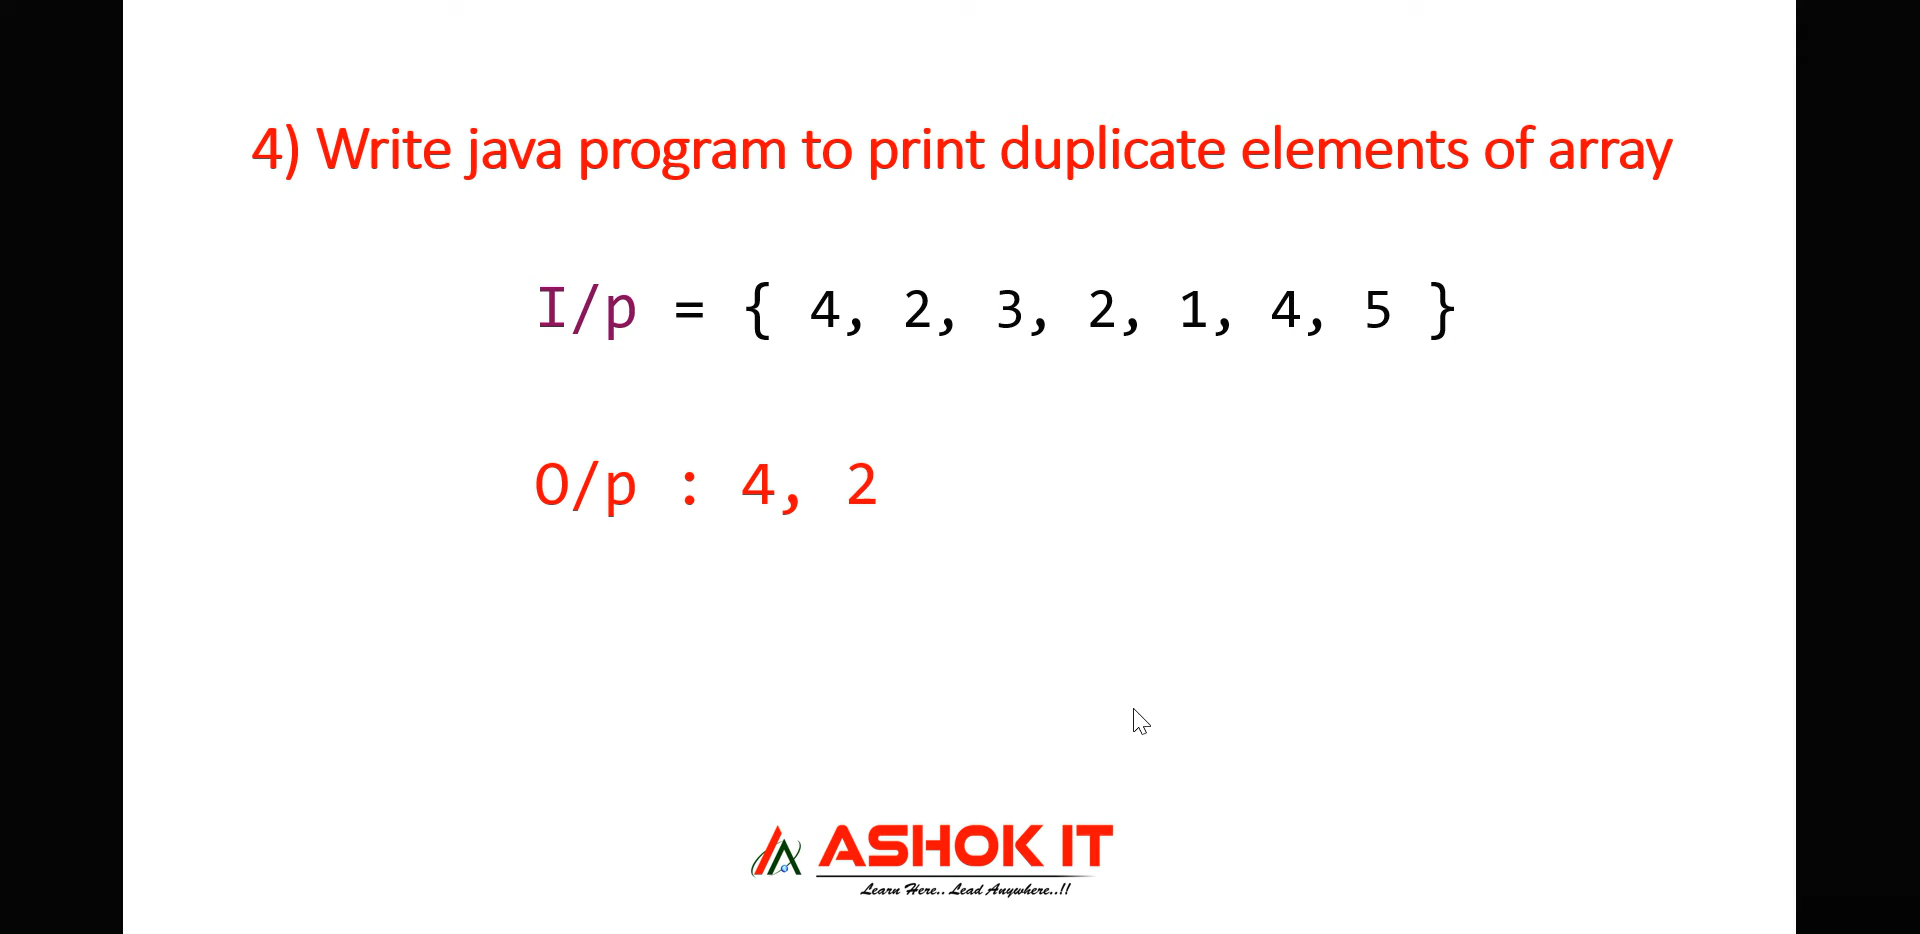 4) Write java program to print duplicate elements of array
I/p = { 4, 2, 3, 2, 1, 4, 5 }
O/p : 4, 2
ASHOK IT
Learn Here.. Lead Anywhere..!!